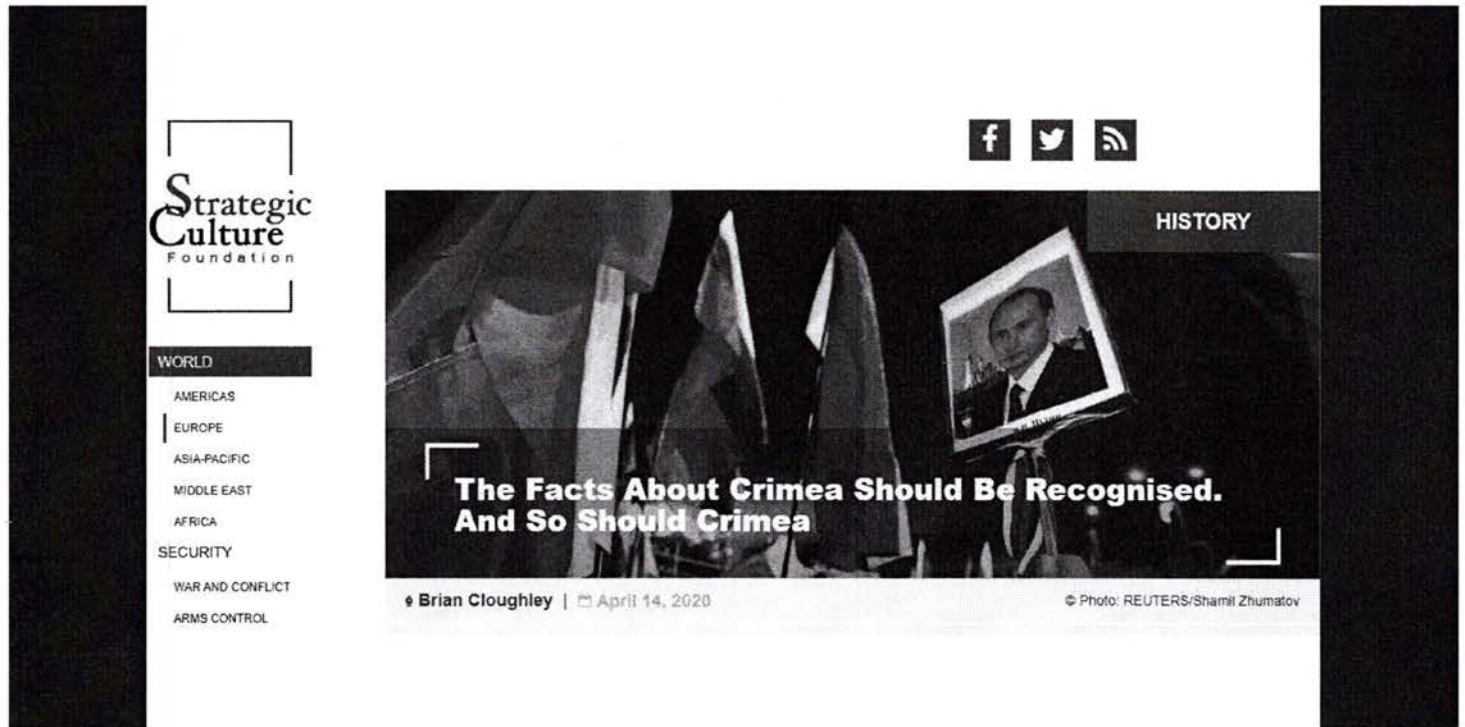 Strategic
Culture
Foundation
HISTORY
WORLD
AMERICAS
EUROPE
ASIA-PACIFIC
MIDDLE EAST
AFRICA
SECURITY
WAR AND CONFLICT
ARMS CONTROL
The Facts About Crimea Should Be Recognised.
And So Should Crimea
Brian Cloughley | April 14, 2020
© Photo: REUTERS/Shamil Zhumatov